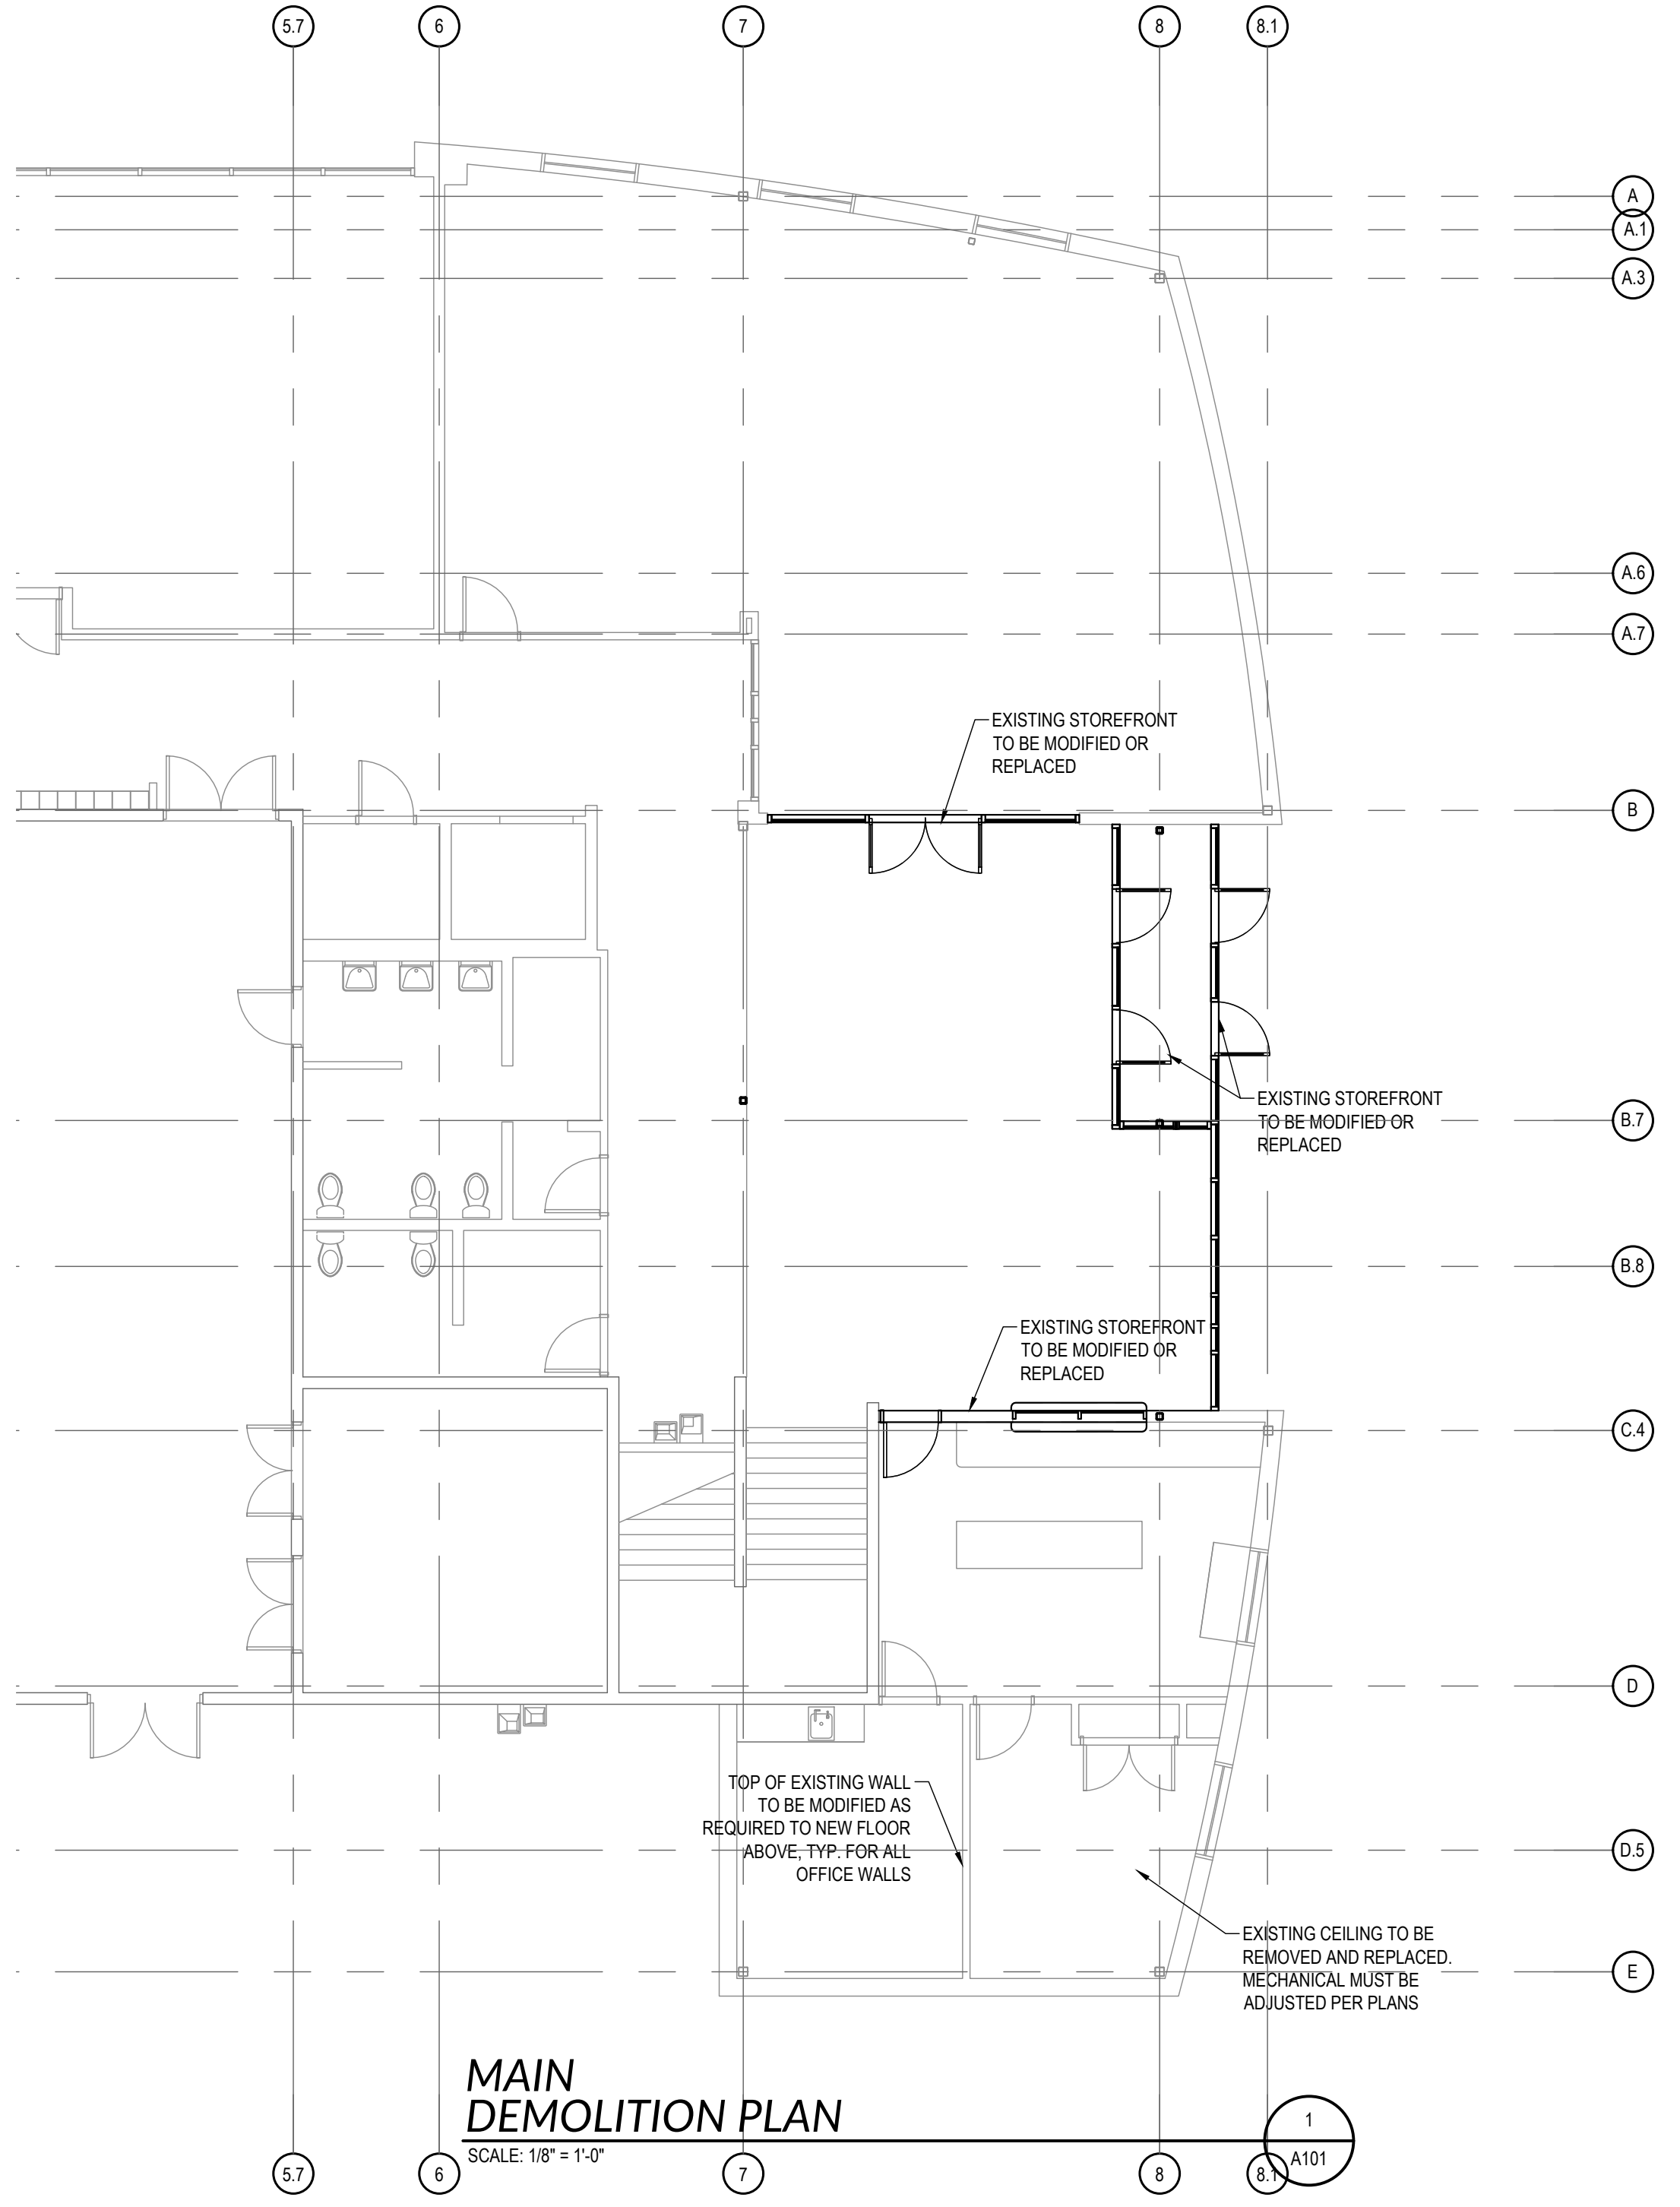 5.7
6
7
8
8.1
A
A.1
A.3
A.6
A.7
EXISTING STOREFRONT
TO BE MODIFIED OR
REPLACED
B
EXISTING STOREFRONT
TO BE MODIFIED OR
REPLACED
B.7
B.8
EXISTING STOREFRONT
TO BE MODIFIED OR
REPLACED
C.4
D
TOP OF EXISTING WALL
TO BE MODIFIED AS
REQUIRED TO NEW FLOOR
ABOVE, TYP. FOR ALL
OFFICE WALLS
D.5
EXISTING CEILING TO BE
REMOVED AND REPLACED.
MECHANICAL MUST BE
ADJUSTED PER PLANS
E
MAIN
DEMOLITION PLAN
SCALE: 1/8" = 1'-0"
1
A101
5.7
6
7
8
8.1